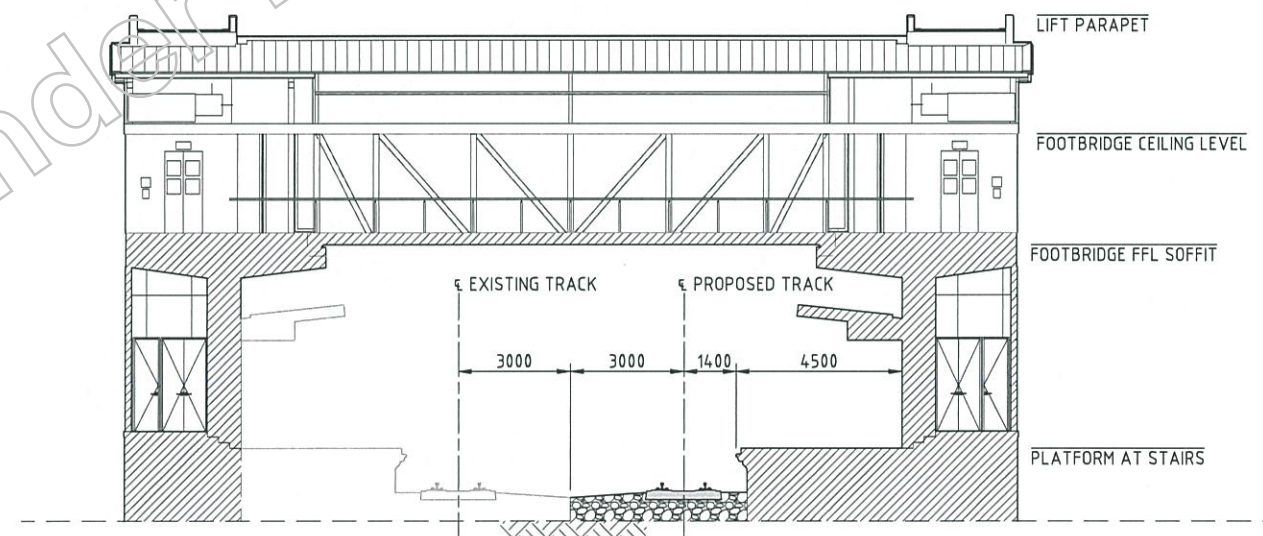 LIFT PARAPET
FOOTBRIDGE CEILING LEVEL
FOOTBRIDGE FFL SOFFIT
℄ EXISTING TRACK
℄ PROPOSED TRACK
3000
3000
1400
4500
PLATFORM AT STAIRS
nder